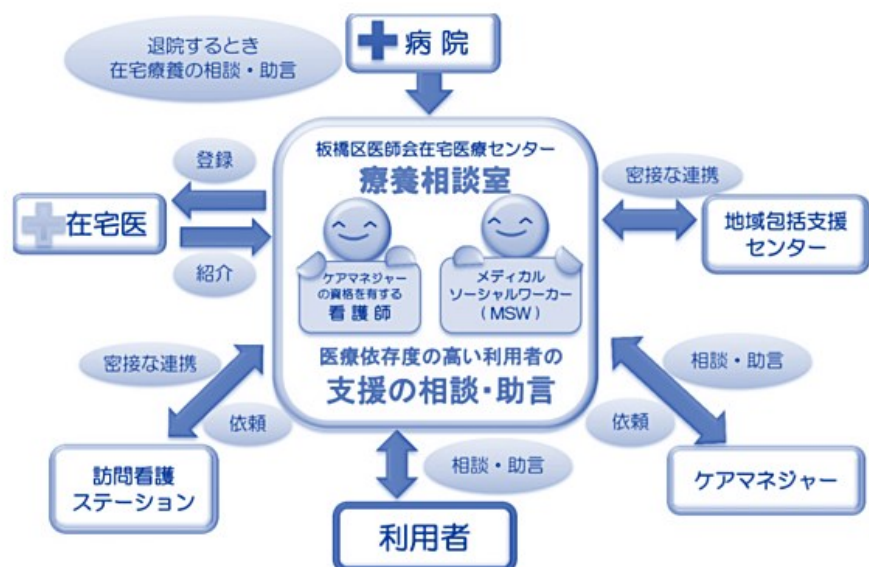 退院するとき
在宅療養の相談・助言
病院
板橋区医師会在宅医療センター
療養相談室
登録
在宅医
紹介
密接な連携
地域包括支援
センター
ケアマネジャー
の資格を有する
看護師
メディカル
ソーシャルワーカー
(MSW)
医療依存度の高い利用者の
支援の相談・助言
密接な連携
依頼
訪問看護
ステーション
相談・助言
利用者
相談・助言
依頼
ケアマネジャー